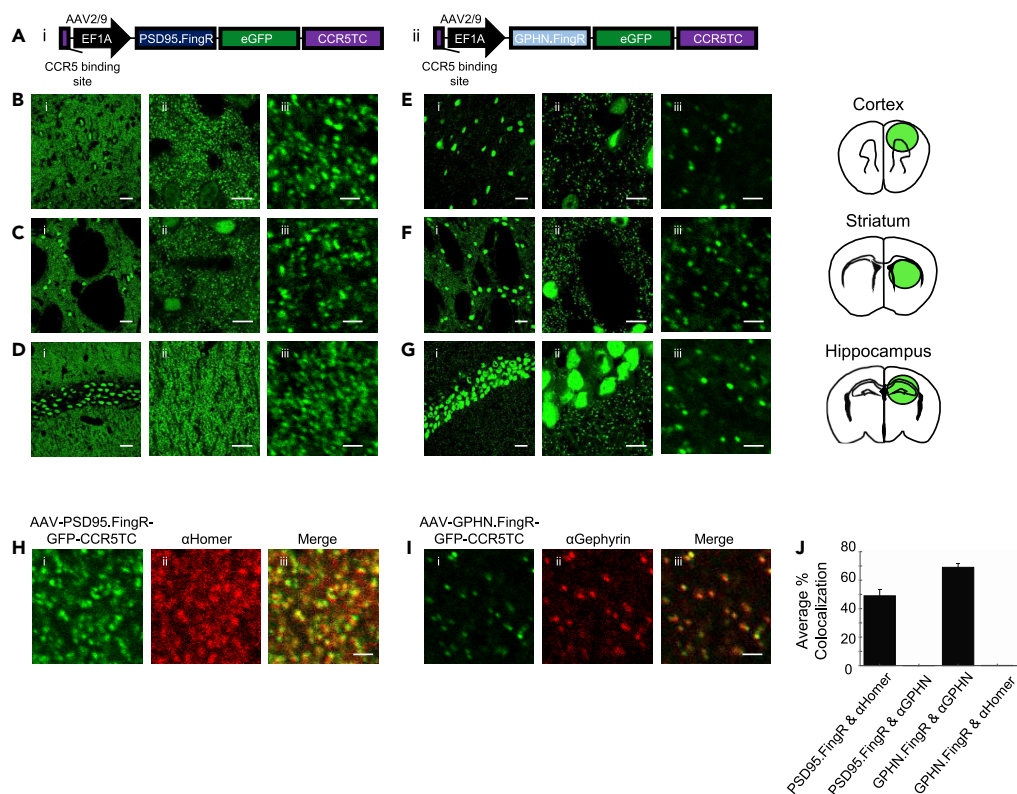 A
i
AAV2/9
EF1A
PSD95.FingR
eGFP
CCR5TC
CCR5 binding
site
ii
AAV2/9
EF1A
GPHN.FingR
eGFP
CCR5TC
CCR5 binding
site
B
i
ii
iii
E
i
ii
iii
Cortex
C
i
ii
iii
F
i
ii
iii
Striatum
D
i
ii
iii
G
i
ii
iii
Hippocampus
H
AAV-PSD95.FingR-
GFP-CCR5TC
αHomer
Merge
i
ii
iii
I
AAV-GPHN.FingR-
GFP-CCR5TC
αGephyrin
Merge
i
ii
iii
J
Average %
Colocalization
80
60
40
20
0
PSD95.FingR & αHomer
PSD95.FingR & αGPHN
GPHN.FingR & αGPHN
GPHN.FingR & αHomer